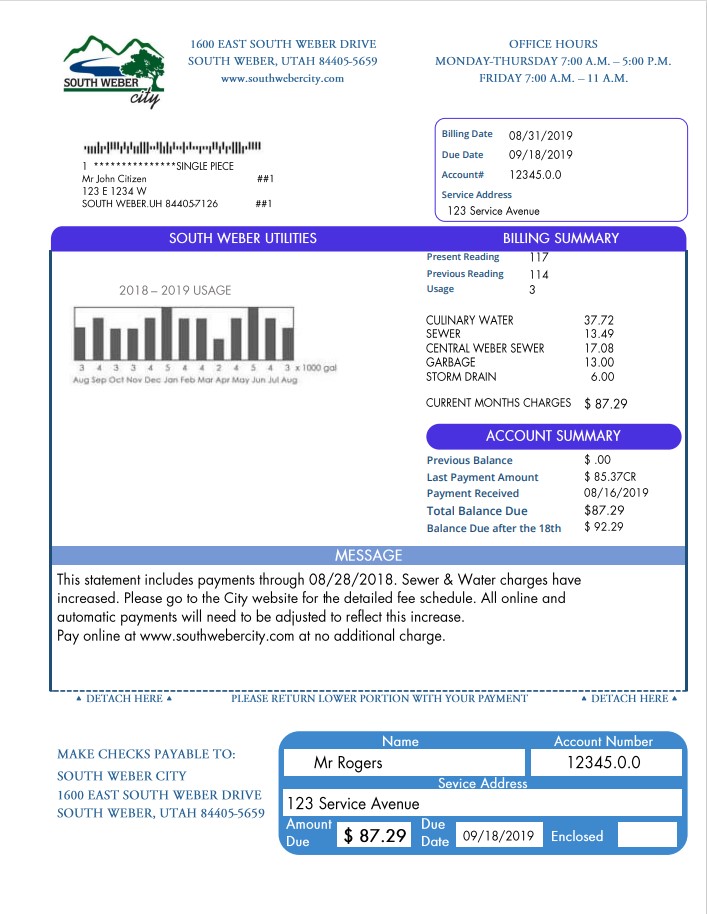 SOUTH WEBER
city
1600 EAST SOUTH WEBER DRIVE
SOUTH WEBER, UTAH 84405-5659
www.southwebercity.com
OFFICE HOURS
MONDAY-THURSDAY 7:00 A.M. – 5:00 P.M.
FRIDAY 7:00 A.M. – 11 A.M.
1 ***************SINGLE PIECE
Mr John Citizen ##1
123 E 1234 W
SOUTH WEBER.UH 84405-7126 ##1
Billing Date 08/31/2019
Due Date 09/18/2019
Account# 12345.0.0
Service Address
123 Service Avenue
SOUTH WEBER UTILITIES
2018 – 2019 USAGE
3 4 3 3 4 5 4 4 2 4 5 4 3 x 1000 gal
Aug Sep Oct Nov Dec Jan Feb Mar Apr May Jun Jul Aug
BILLING SUMMARY
Present Reading 117
Previous Reading 114
Usage 3
CULINARY WATER 37.72
SEWER 13.49
CENTRAL WEBER SEWER 17.08
GARBAGE 13.00
STORM DRAIN 6.00
CURRENT MONTHS CHARGES $ 87.29
ACCOUNT SUMMARY
Previous Balance $ .00
Last Payment Amount $ 85.37CR
Payment Received 08/16/2019
Total Balance Due $87.29
Balance Due after the 18th $ 92.29
MESSAGE
This statement includes payments through 08/28/2018. Sewer & Water charges have
increased. Please go to the City website for the detailed fee schedule. All online and
automatic payments will need to be adjusted to reflect this increase.
Pay online at www.southwebercity.com at no additional charge.
▲ DETACH HERE ▲ PLEASE RETURN LOWER PORTION WITH YOUR PAYMENT ▲ DETACH HERE ▲
MAKE CHECKS PAYABLE TO:
SOUTH WEBER CITY
1600 EAST SOUTH WEBER DRIVE
SOUTH WEBER, UTAH 84405-5659
Name Account Number
Mr Rogers 12345.0.0
Sevice Address
123 Service Avenue
Amount Due $ 87.29 Due Date 09/18/2019 Enclosed